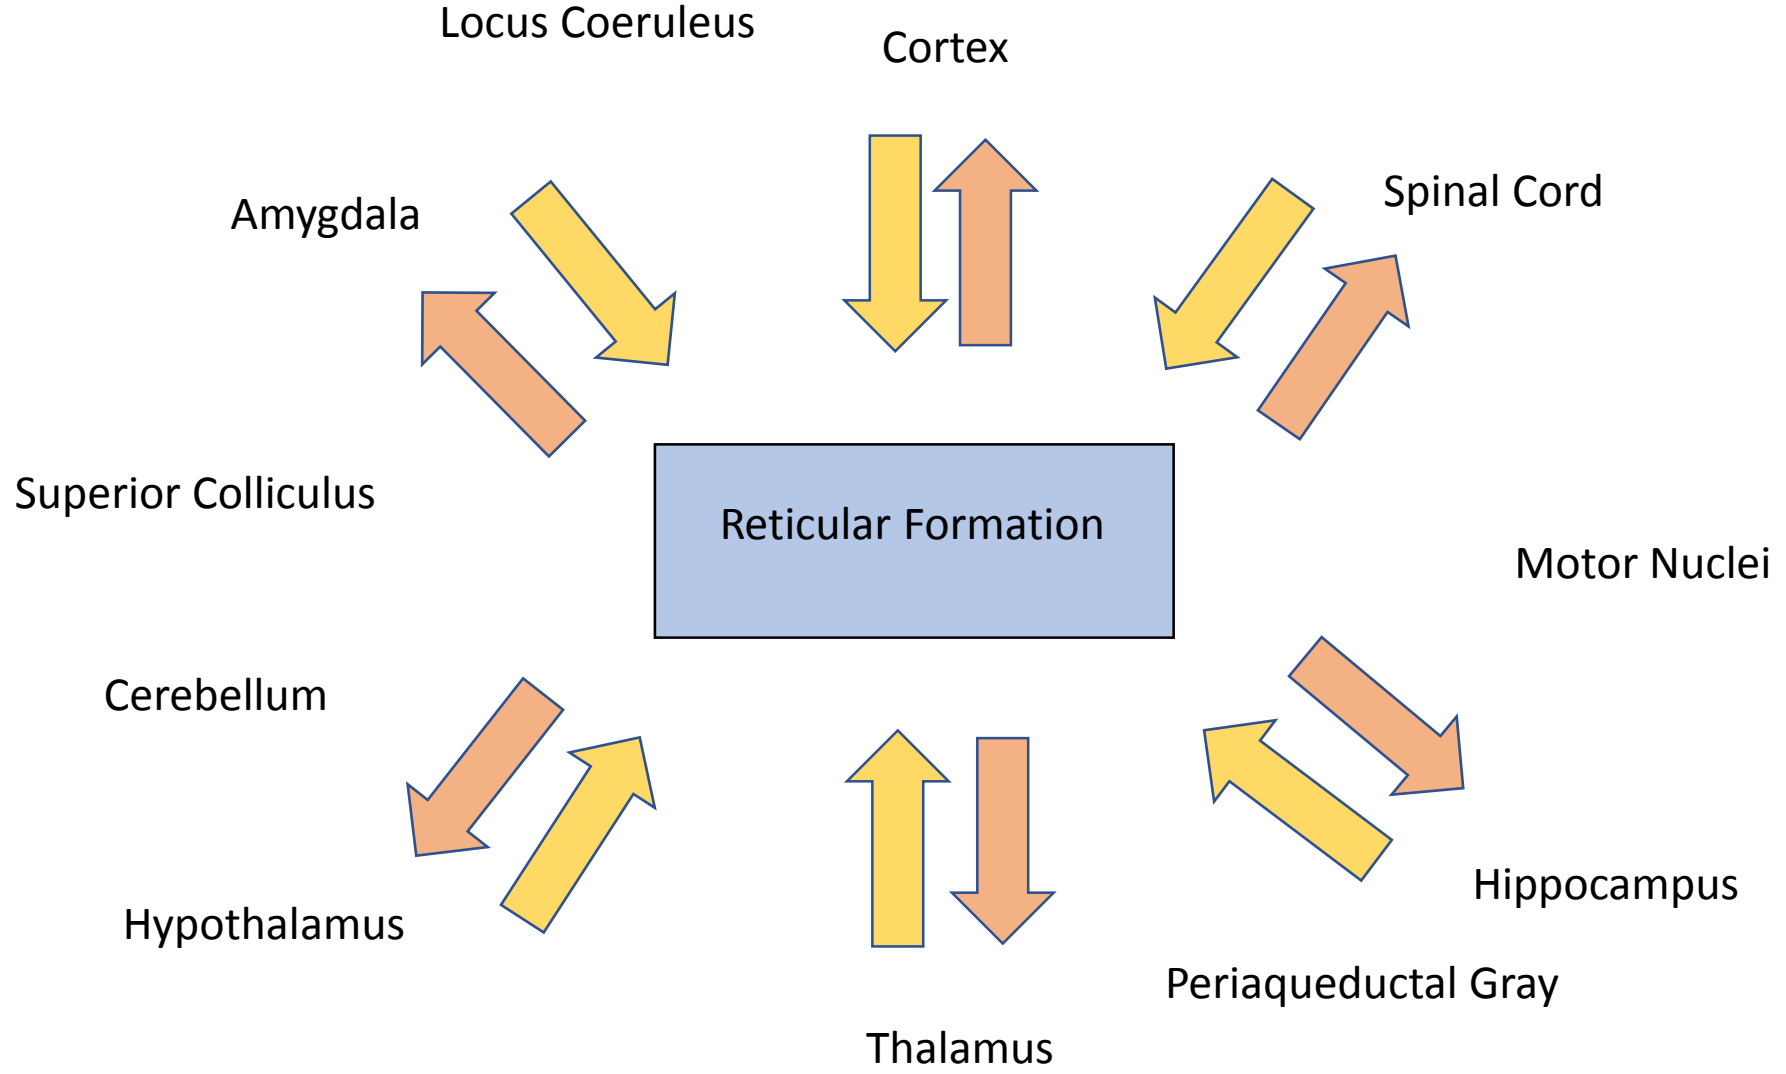 Locus Coeruleus
Cortex
Amygdala
Spinal Cord
Superior Colliculus
Reticular Formation
Motor Nuclei
Cerebellum
Hypothalamus
Hippocampus
Periaqueductal Gray
Thalamus